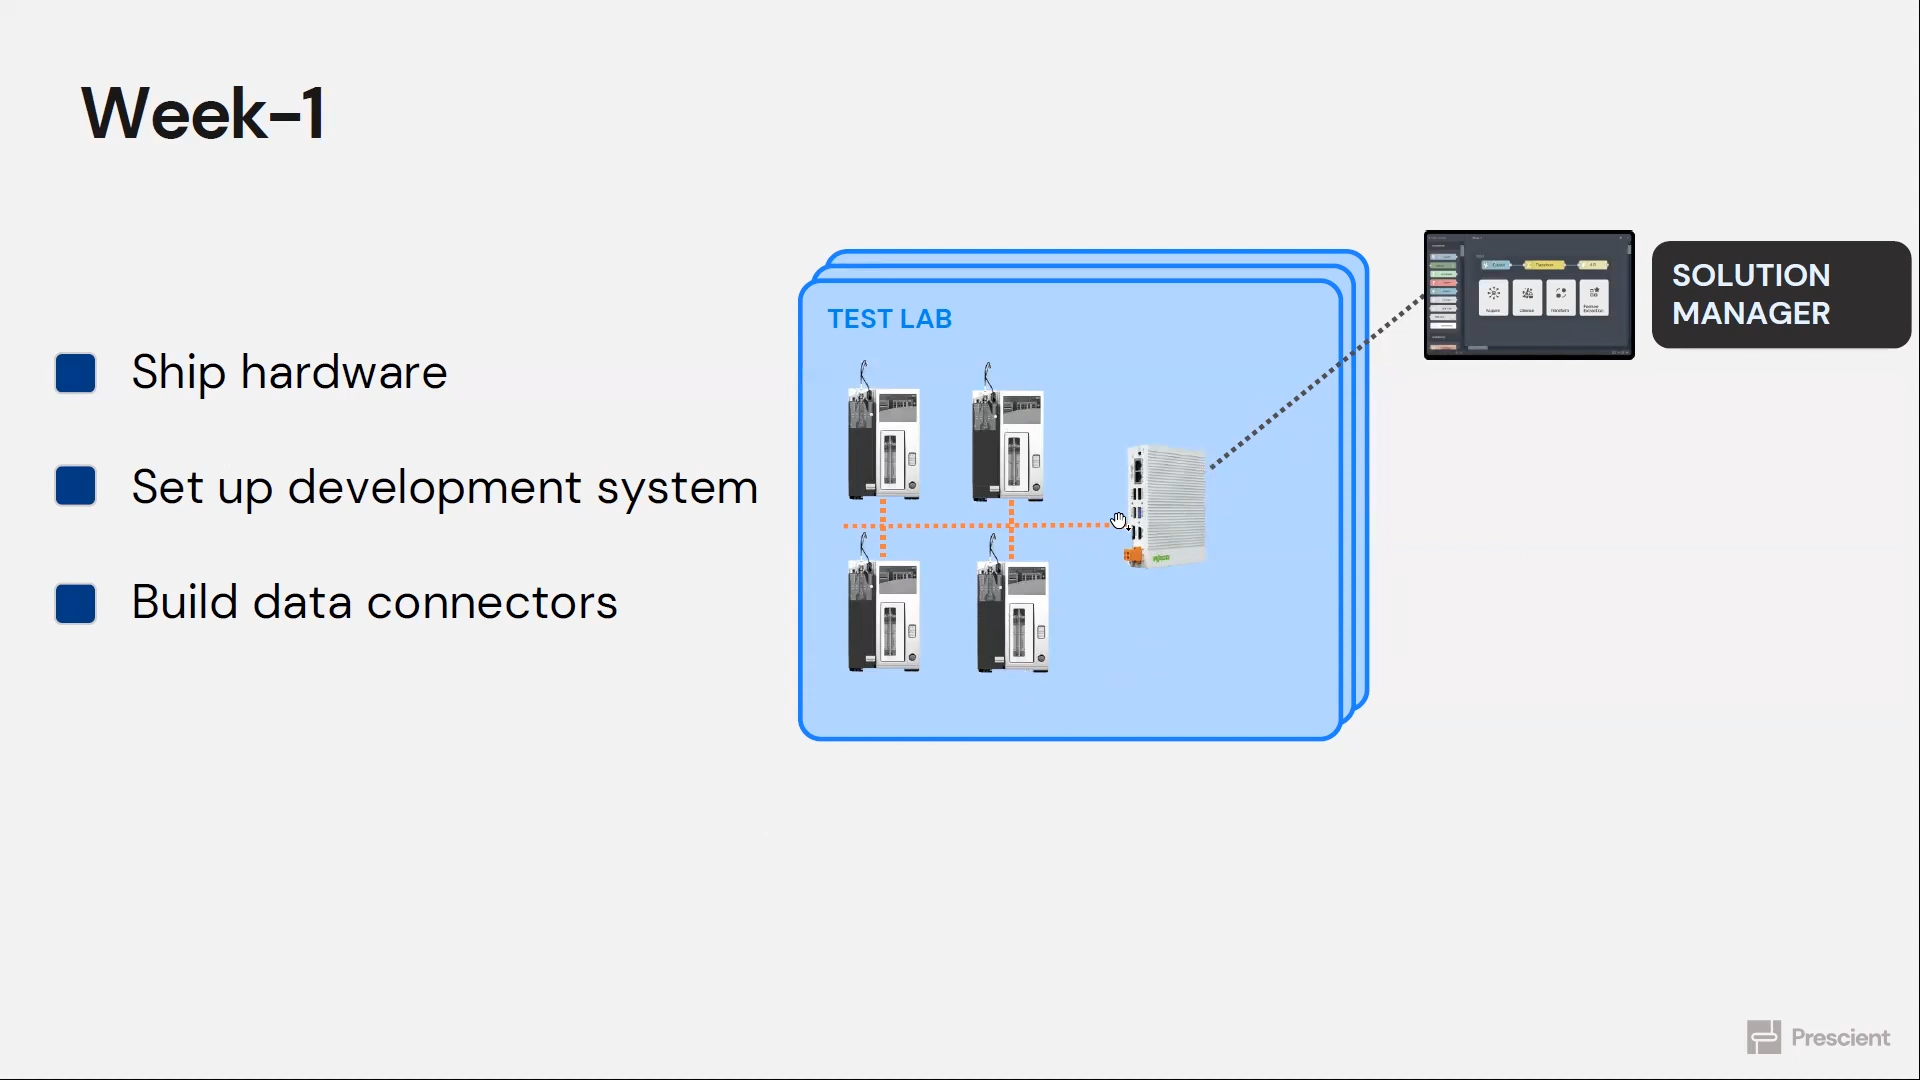 Week-1
Ship hardware
Set up development system
Build data connectors
TEST LAB
SOLUTION
MANAGER
Prescient